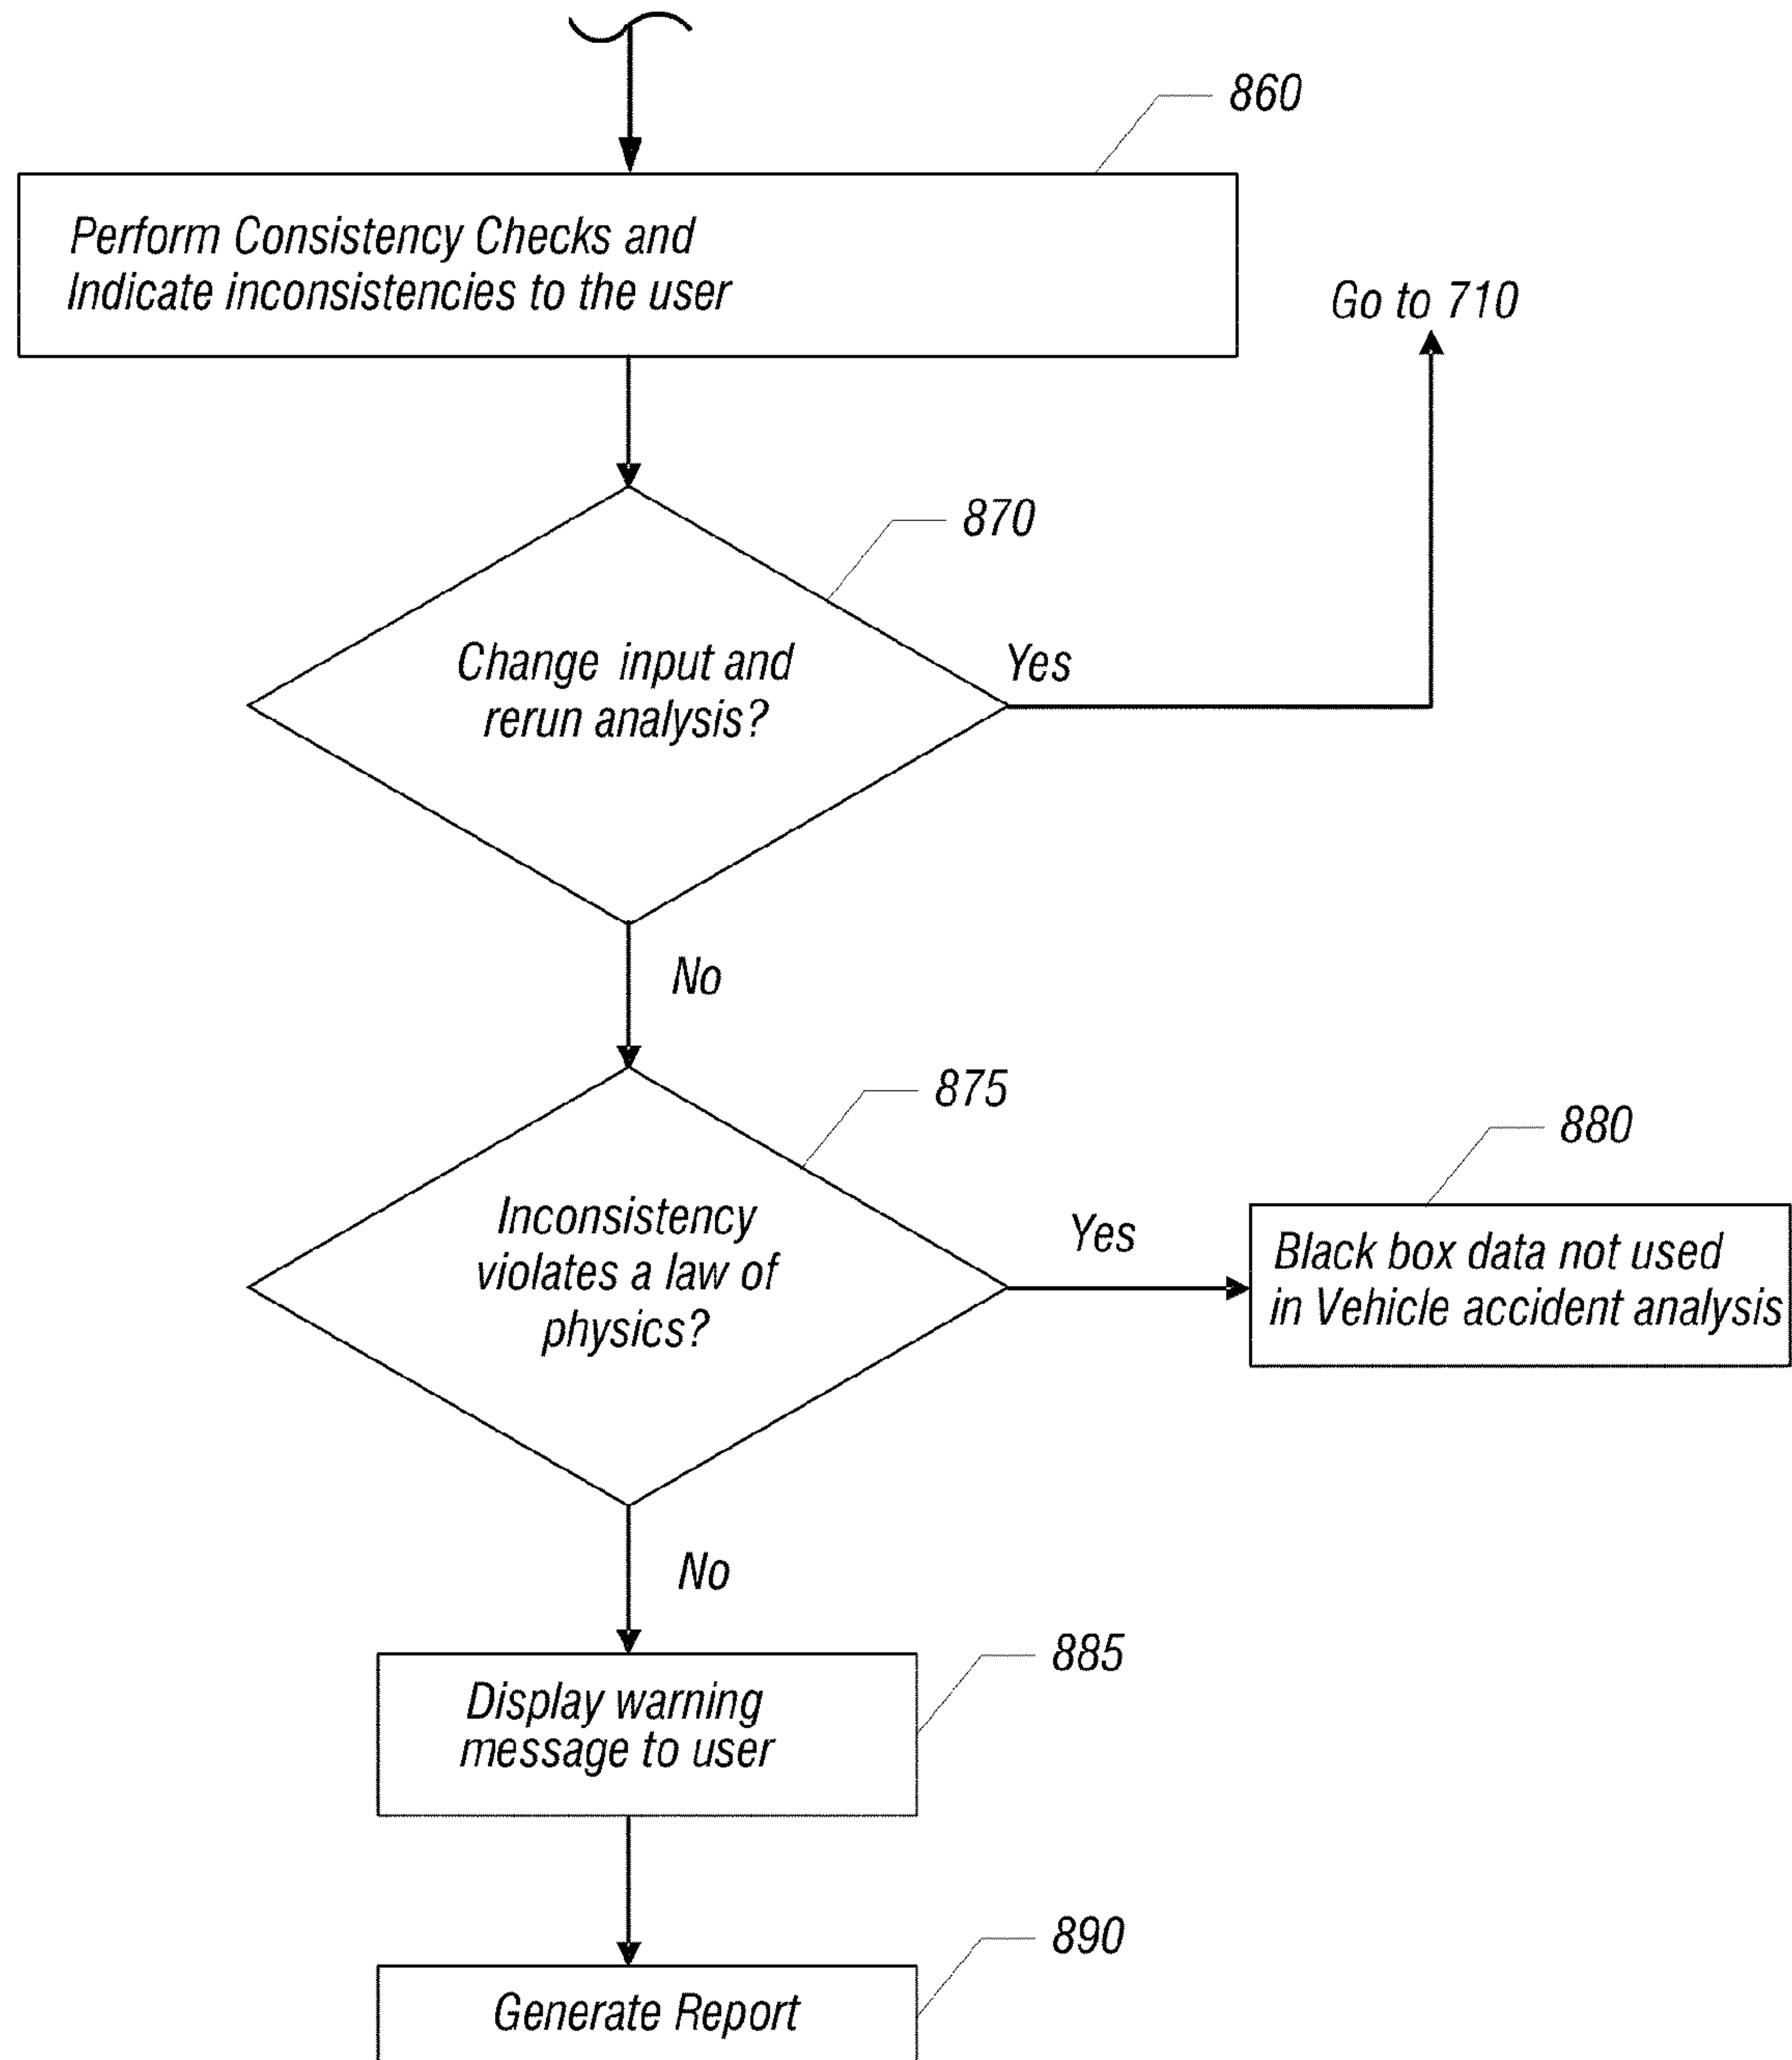 860
Perform Consistency Checks and
Indicate inconsistencies to the user
Go to 710
870
Change input and
rerun analysis?
Yes
No
875
Inconsistency
violates a law of
physics?
Yes
880
Black box data not used
in Vehicle accident analysis
No
885
Display warning
message to user
890
Generate Report